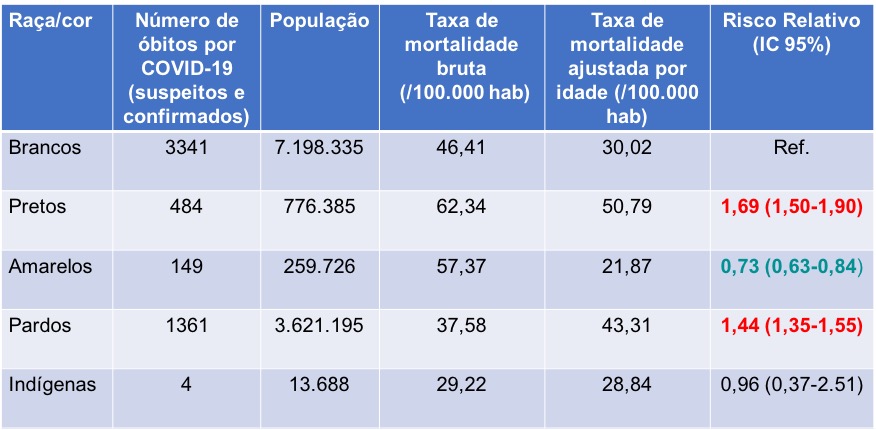 Raça/cor
Número de
óbitos por
COVID-19
(suspeitos e
confirmados)
População
Taxa de
mortalidade
bruta
(/100.000 hab)
Taxa de
mortalidade
ajustada por
idade (/100.000
hab)
Risco Relativo
(IC 95%)
Brancos 3341 7.198.335 46,41 30,02 Ref.
Pretos 484 776.385 62,34 50,79 1,69 (1,50-1,90)
Amarelos 149 259.726 57,37 21,87 0,73 (0,63-0,84)
Pardos 1361 3.621.195 37,58 43,31 1,44 (1,35-1,55)
Indígenas 4 13.688 29,22 28,84 0,96 (0,37-2.51)